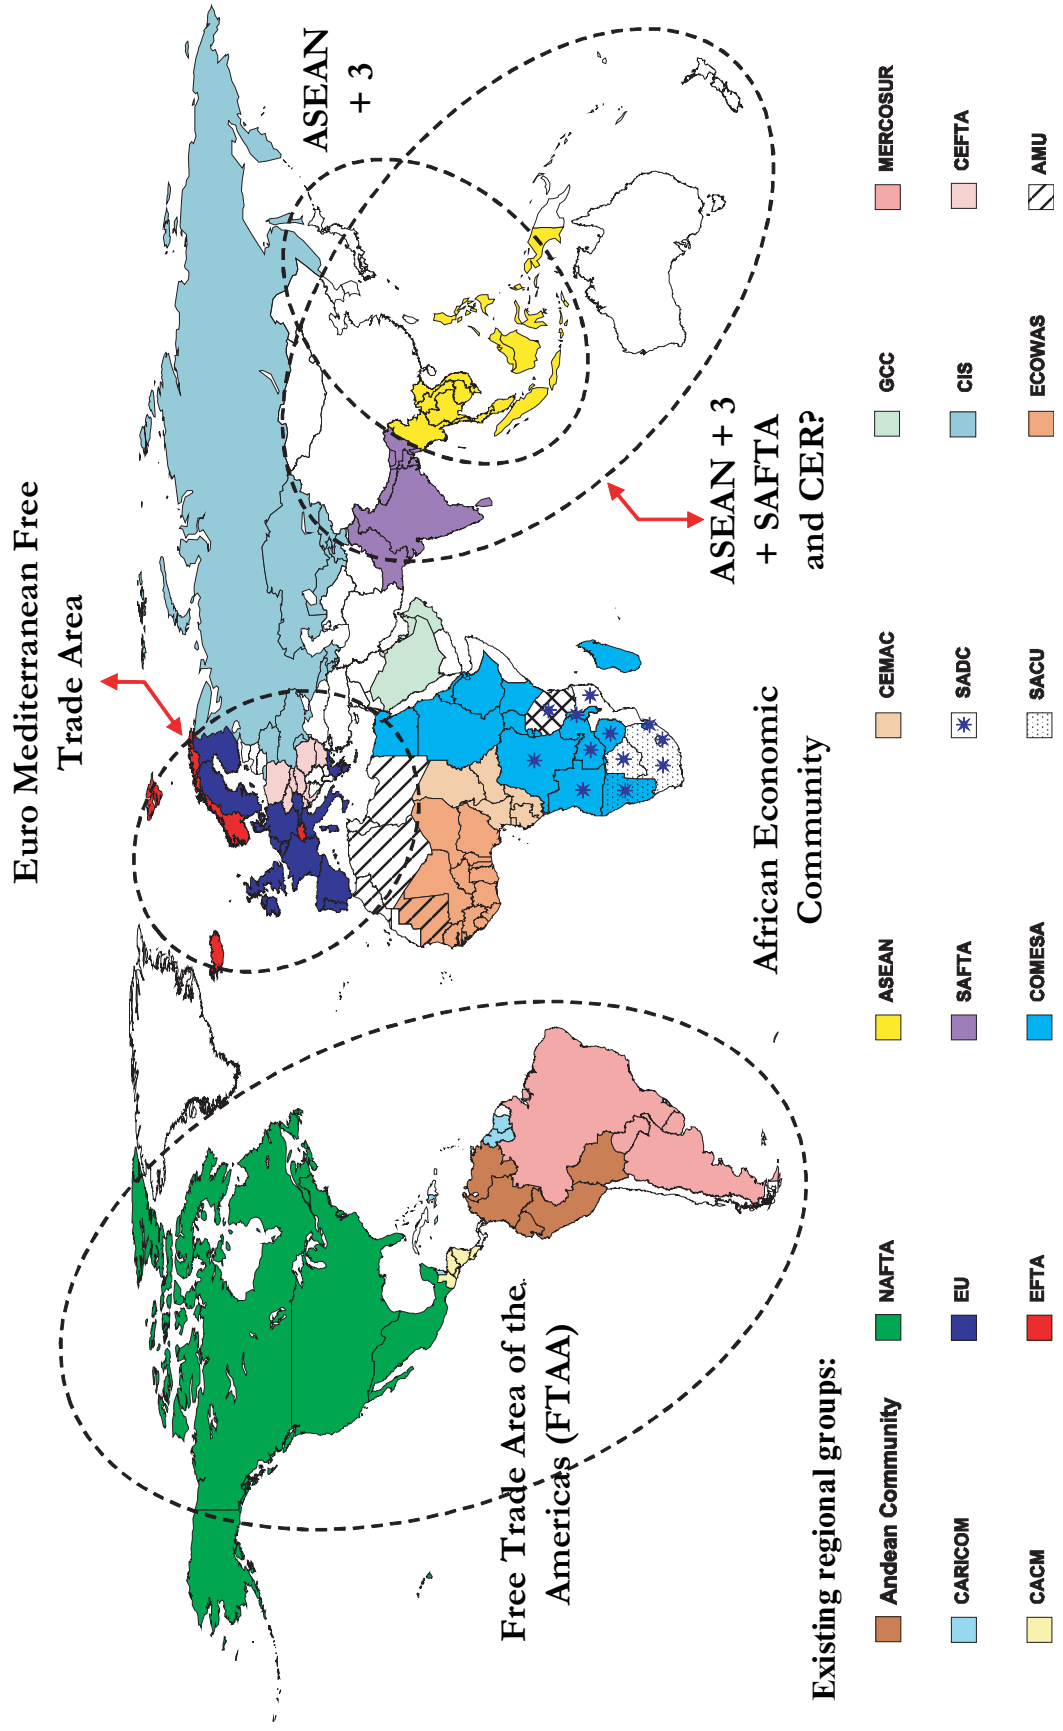 Euro Mediterranean Free
Trade Area
ASEAN
+ 3
ASEAN + 3
+ SAFTA
and CER?
African Economic
Community
Free Trade Area of the
Americas (FTAA)
Existing regional groups:
Andean Community
NAFTA
ASEAN
CEMAC
GCC
MERCOSUR
CARICOM
EU
SAFTA
SADC
CIS
CEFTA
CACM
EFTA
COMESA
SACU
ECOWAS
AMU